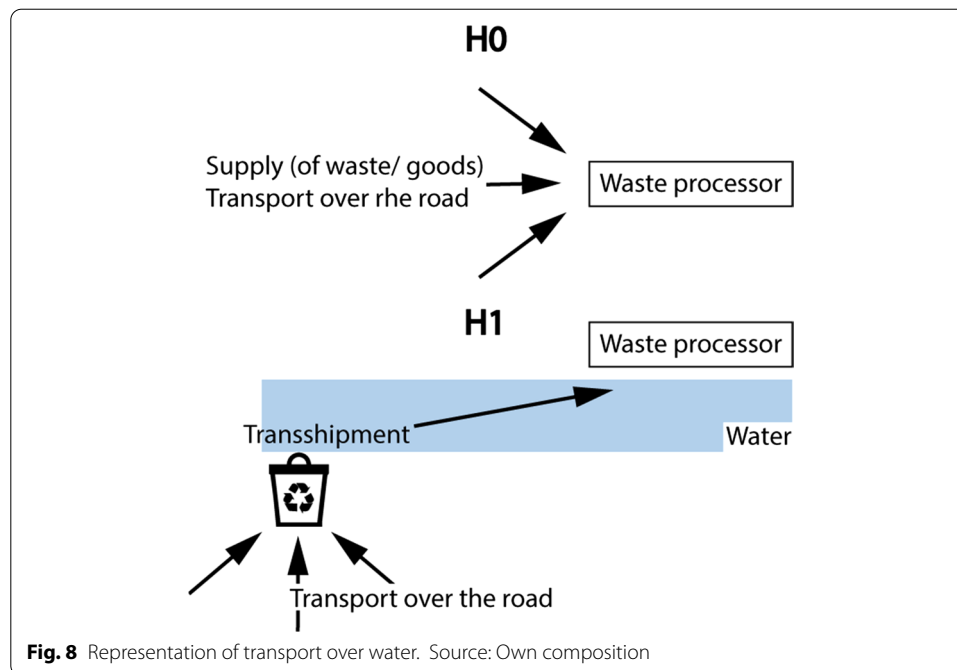 H0
Supply (of waste/ goods)
Transport over rhe road
Waste processor
H1
Waste processor
Transshipment
Water
Transport over the road
Fig. 8 Representation of transport over water. Source: Own composition